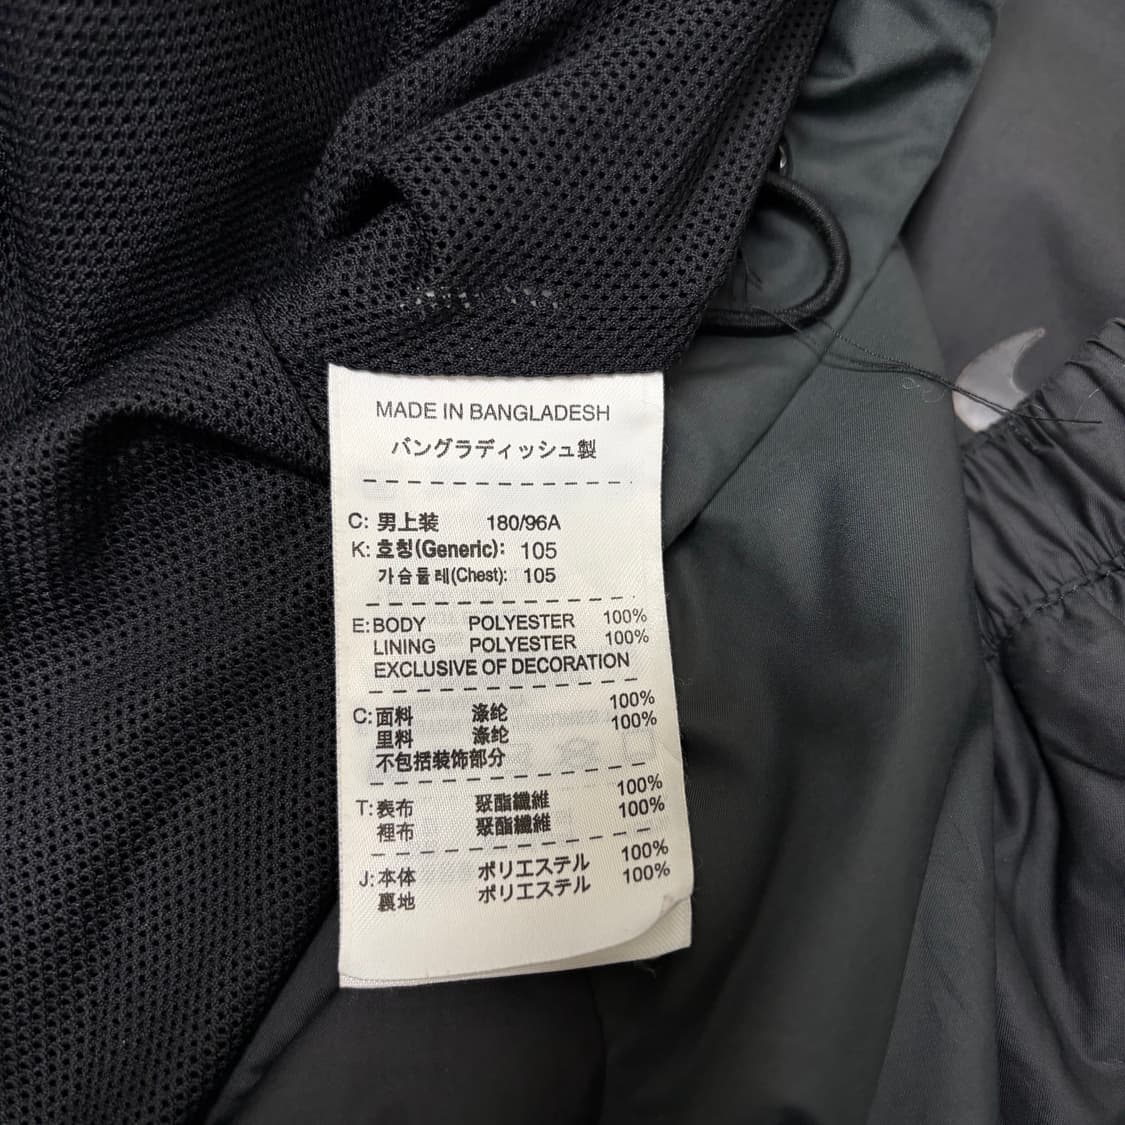 MADE IN BANGLADESH
バングラディッシュ製
C: 男上装 180/96A
K: 호칭(Generic): 105
가슴둘레(Chest): 105
E: BODY POLYESTER 100%
LINING POLYESTER 100%
EXCLUSIVE OF DECORATION
C: 面料 涤纶 100%
里料 涤纶 100%
不包括装饰部分
T: 表布 聚酯纖維 100%
裡布 聚酯纖維 100%
J: 本体 ポリエステル 100%
裏地 ポリエステル 100%